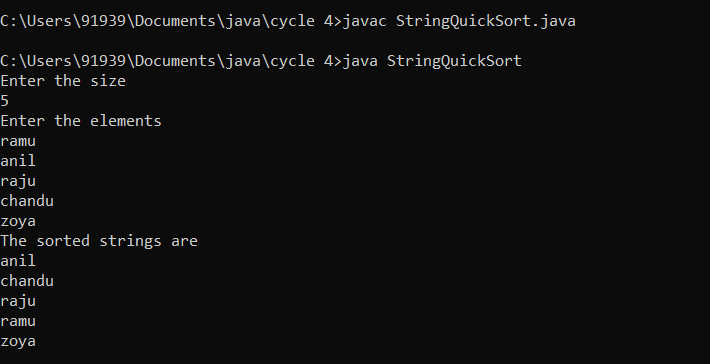 C:\Users\91939\Documents\java\cycle 4>javac StringQuickSort.java
C:\Users\91939\Documents\java\cycle 4>java StringQuickSort
Enter the size
5
Enter the elements
ramu
anil
raju
chandu
zoya
The sorted strings are
anil
chandu
raju
ramu
zoya